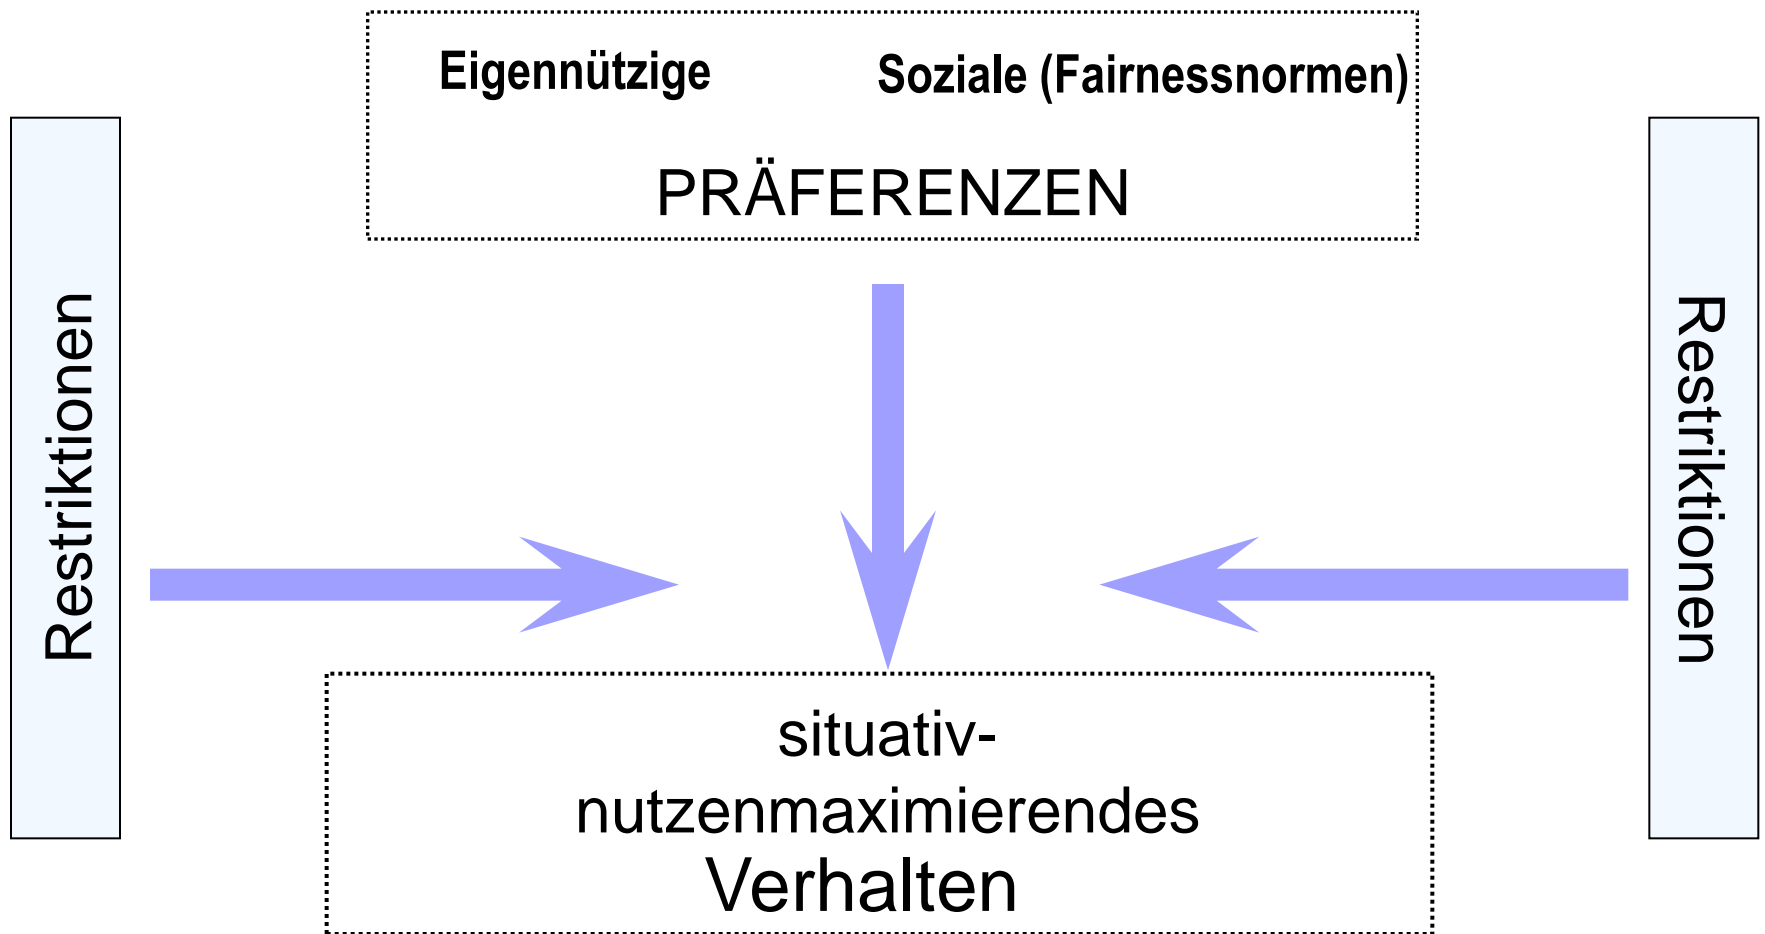 Eigennützige Soziale (Fairnessnormen)
PRÄFERENZEN
Restriktionen
Restriktionen
situativ-
nutzenmaximierendes
Verhalten